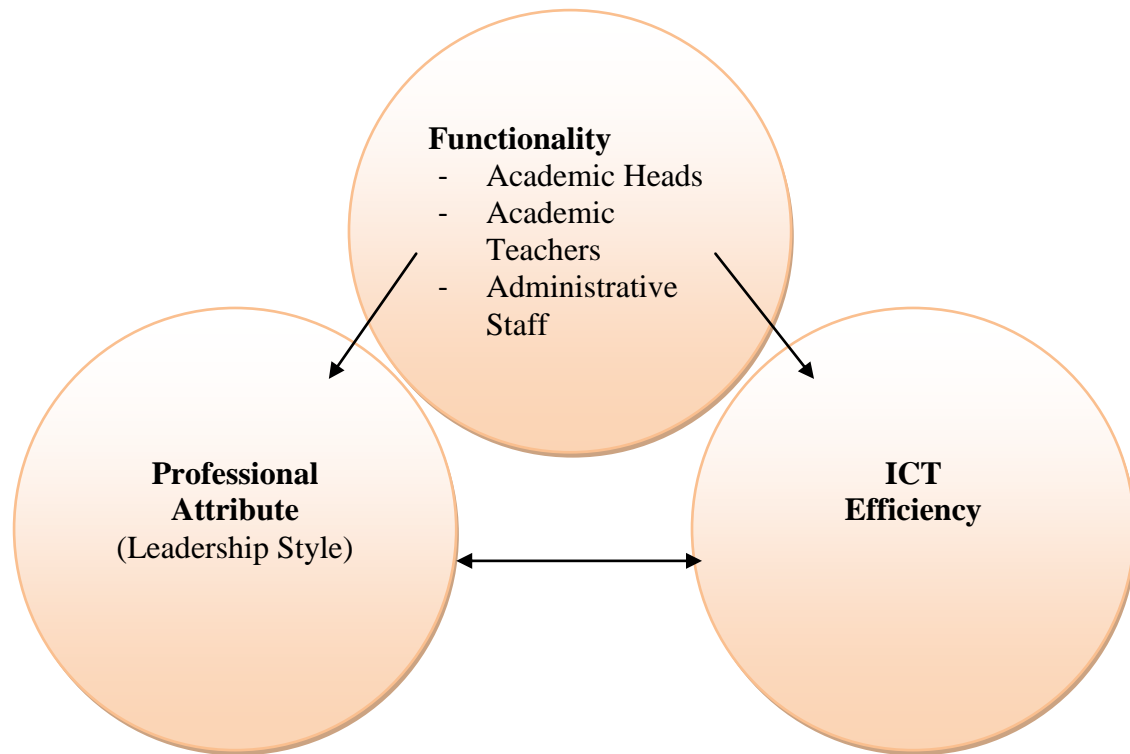 Functionality
- Academic Heads
- Academic
Teachers
- Administrative
Staff
Professional
Attribute
(Leadership Style)
ICT
Efficiency